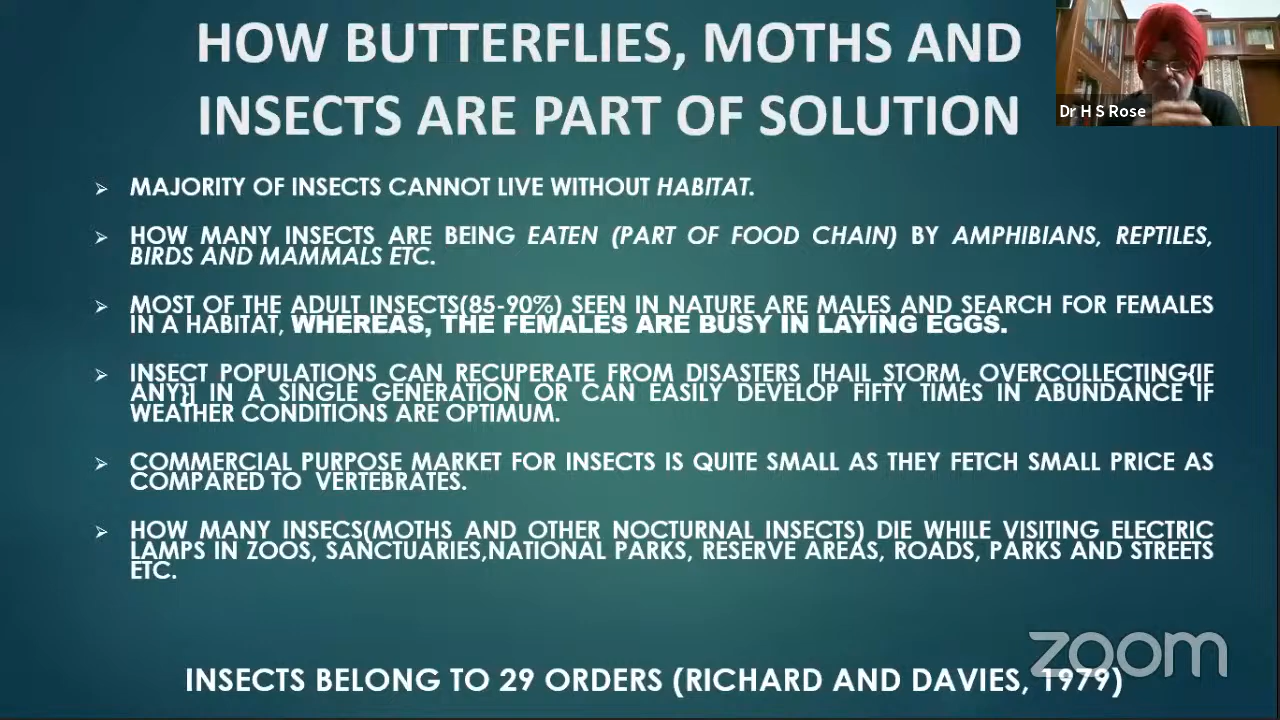 HOW BUTTERFLIES, MOTHS AND
INSECTS ARE PART OF SOLUTION
Dr H S Rose
➢ MAJORITY OF INSECTS CANNOT LIVE WITHOUT HABITAT.
➢ HOW MANY INSECTS ARE BEING EATEN (PART OF FOOD CHAIN) BY AMPHIBIANS, REPTILES,
BIRDS AND MAMMALS ETC.
➢ MOST OF THE ADULT INSECTS(85-90%) SEEN IN NATURE ARE MALES AND SEARCH FOR FEMALES
IN A HABITAT, WHEREAS, THE FEMALES ARE BUSY IN LAYING EGGS.
➢ INSECT POPULATIONS CAN RECUPERATE FROM DISASTERS [HAIL STORM, OVERCOLLECTING{IF
ANY}] IN A SINGLE GENERATION OR CAN EASILY DEVELOP FIFTY TIMES IN ABUNDANCE IF
WEATHER CONDITIONS ARE OPTIMUM.
➢ COMMERCIAL PURPOSE MARKET FOR INSECTS IS QUITE SMALL AS THEY FETCH SMALL PRICE AS
COMPARED TO VERTEBRATES.
➢ HOW MANY INSECS(MOTHS AND OTHER NOCTURNAL INSECTS) DIE WHILE VISITING ELECTRIC
LAMPS IN ZOOS, SANCTUARIES,NATIONAL PARKS, RESERVE AREAS, ROADS, PARKS AND STREETS
ETC.
zoom
INSECTS BELONG TO 29 ORDERS (RICHARD AND DAVIES, 1979)